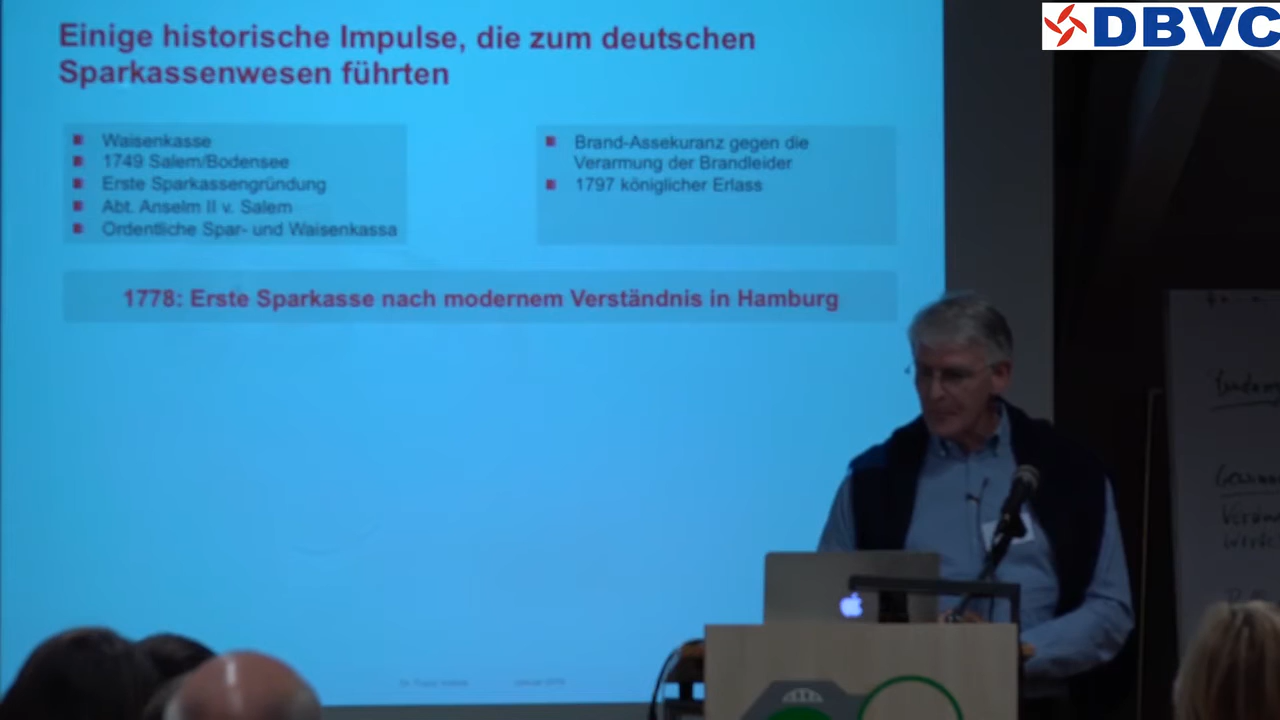 DBVC
Einige historische Impulse, die zum deutschen
Sparkassenwesen führten
Waisenkasse
1749 Salem/Bodensee
Erste Sparkassengründung
Abt. Anselm II v. Salem
Ordentliche Spar- und Waisenkassa
Brand-Assekuranz gegen die
Verarmung der Brandleider
1797 königlicher Erlass
1778: Erste Sparkasse nach modernem Verständnis in Hamburg